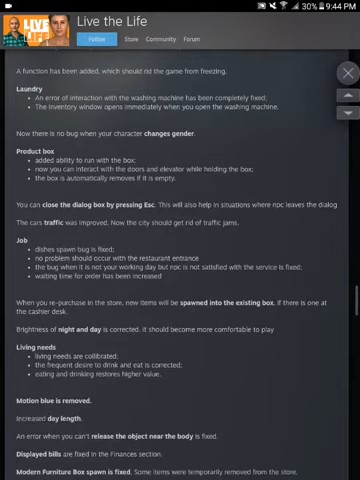 30% 9:44 PM
LIVE THE LIFE
Live the Life
Follow Store Community Forum
A function has been added, which should rid the game from freezing.
Laundry
• An error of interaction with the washing machine has been completely fixed;
• The inventory window opens immediately when you open the washing machine.
Now there is no bug when your character changes gender.
Product box
• added ability to run with the box;
• now you can interact with the doors and elevator while holding the box;
• the box is automatically removes if it is empty.
You can close the dialog box by pressing Esc. This will also help in situations where npc leaves the dialog
The cars traffic was improved. Now the city should get rid of traffic jams.
Job
• dishes spawn bug is fixed;
• no problem should occur with the restaurant entrance
• the bug when it is not your working day but npc is not satisfied with the service is fixed;
• waiting time for order has been increased
When you re-purchase in the store, new items will be spawned into the existing box, if there is one at
the cashier desk.
Brightness of night and day is corrected. It should become more comfortable to play
Living needs
• living needs are collibrated;
• the frequent desire to drink and eat is corrected;
• eating and drinking restores higher value.
Motion blue is removed.
Increased day length.
An error when you can't release the object near the body is fixed.
Displayed bills are fixed in the Finances section.
Modern Furniture Box spawn is fixed. Some items were temporarily removed from the store.